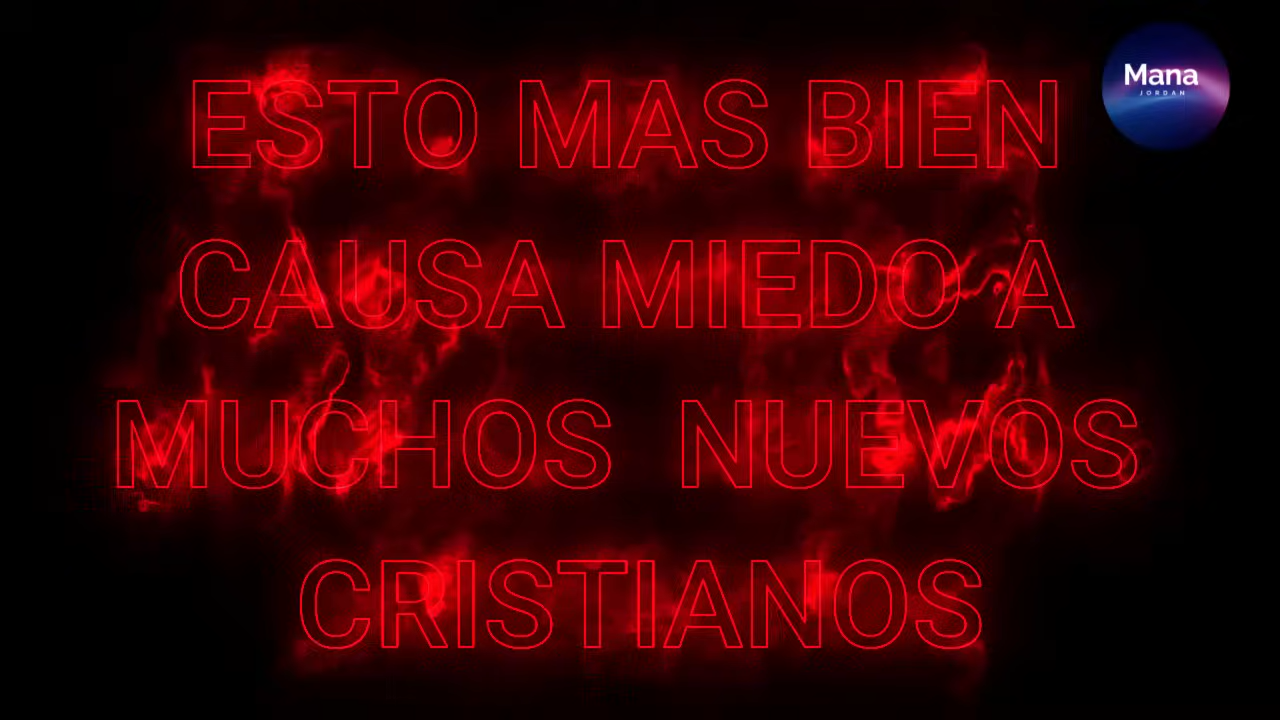 ESTO MAS BIEN
CAUSA MIEDO A
MUCHOS NUEVOS
CRISTIANOS
Mana
JORDAN